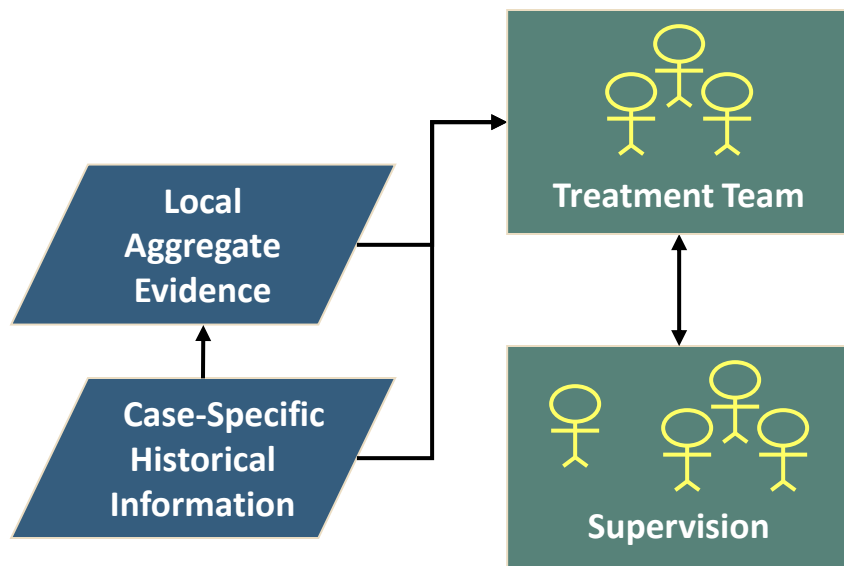 Local
Aggregate
Evidence
Case-Specific
Historical
Information
Treatment Team
Supervision